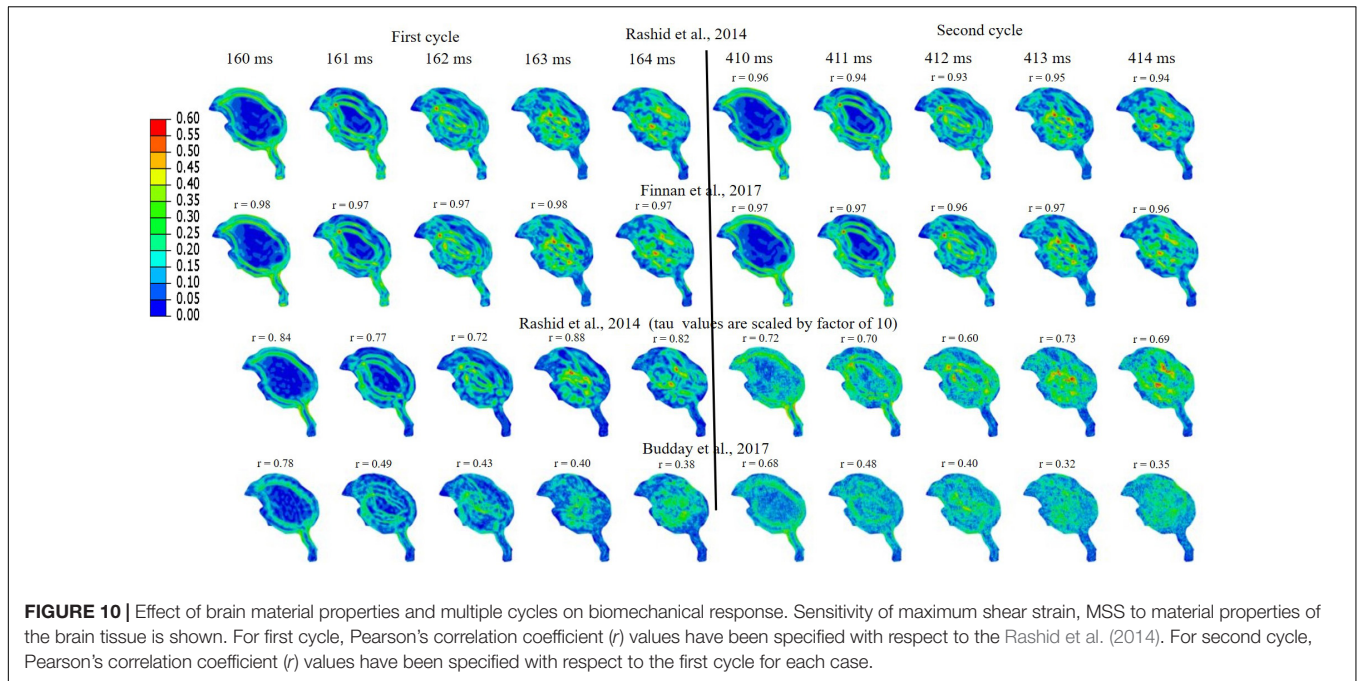 First cycle Rashid et al., 2014 Second cycle
160 ms 161 ms 162 ms 163 ms 164 ms 410 ms 411 ms 412 ms 413 ms 414 ms
r = 0.96 r = 0.94 r = 0.93 r = 0.95 r = 0.94
0.60
0.55
0.50
0.45
0.40
0.35
0.30
0.25
0.20
0.15
0.10
0.05
0.00
Finnan et al., 2017
r = 0.98 r = 0.97 r = 0.97 r = 0.98 r = 0.97 r = 0.97 r = 0.97 r = 0.96 r = 0.97 r = 0.96
Rashid et al., 2014 (tau values are scaled by factor of 10)
r = 0. 84 r = 0.77 r = 0.72 r = 0.88 r = 0.82 r = 0.72 r = 0.70 r = 0.60 r = 0.73 r = 0.69
Budday et al., 2017
r = 0.78 r = 0.49 r = 0.43 r = 0.40 r = 0.38 r = 0.68 r = 0.48 r = 0.40 r = 0.32 r = 0.35
FIGURE 10 | Effect of brain material properties and multiple cycles on biomechanical response. Sensitivity of maximum shear strain, MSS to material properties of
the brain tissue is shown. For first cycle, Pearson's correlation coefficient (r) values have been specified with respect to the Rashid et al. (2014). For second cycle,
Pearson's correlation coefficient (r) values have been specified with respect to the first cycle for each case.